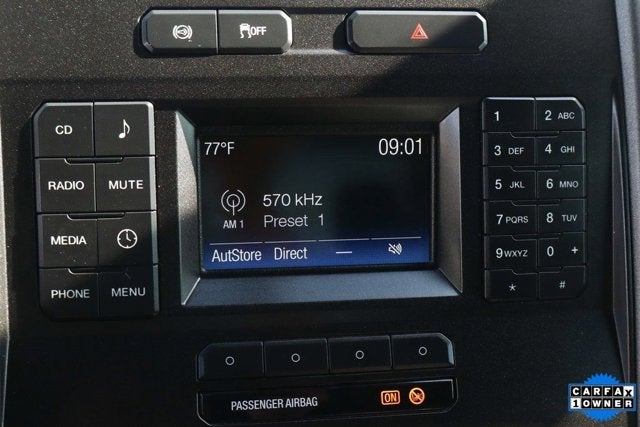 OFF
CD
RADIO MUTE
MEDIA
PHONE MENU
77°F 09:01
AM 1
570 kHz
Preset 1
AutStore Direct —
1 2 ABC
3 DEF 4 GHI
5 JKL 6 MNO
7 PQRS 8 TUV
9 WXYZ 0 +
* #
PASSENGER AIRBAG ON
CARFAX
1 OWNER